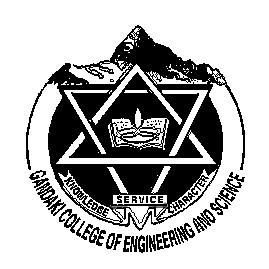 KNOWLEDGE SERVICE CHARACTER
GANDAKI COLLEGE OF ENGINEERING AND SCIENCE